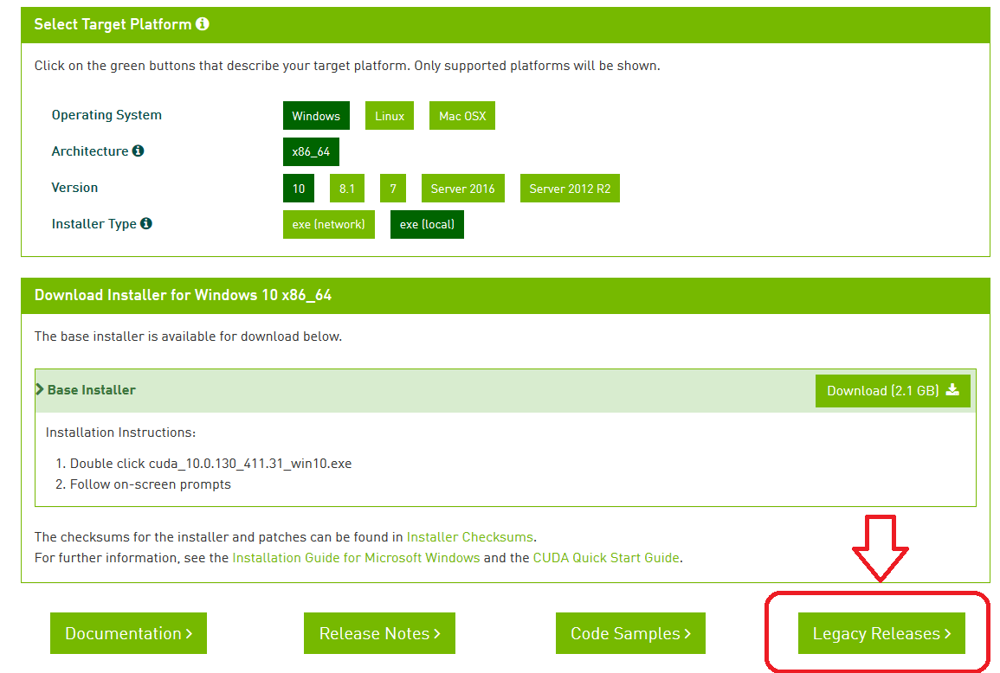 Select Target Platform
Click on the green buttons that describe your target platform. Only supported platforms will be shown.
Operating System Windows Linux Mac OSX
Architecture x86_64
Version 10 8.1 7 Server 2016 Server 2012 R2
Installer Type exe (network) exe (local)
Download Installer for Windows 10 x86_64
The base installer is available for download below.
Base Installer Download (2.1 GB)
Installation Instructions:
1. Double click cuda_10.0.130_411.31_win10.exe
2. Follow on-screen prompts
The checksums for the installer and patches can be found in Installer Checksums.
For further information, see the Installation Guide for Microsoft Windows and the CUDA Quick Start Guide.
Documentation > Release Notes > Code Samples > Legacy Releases >